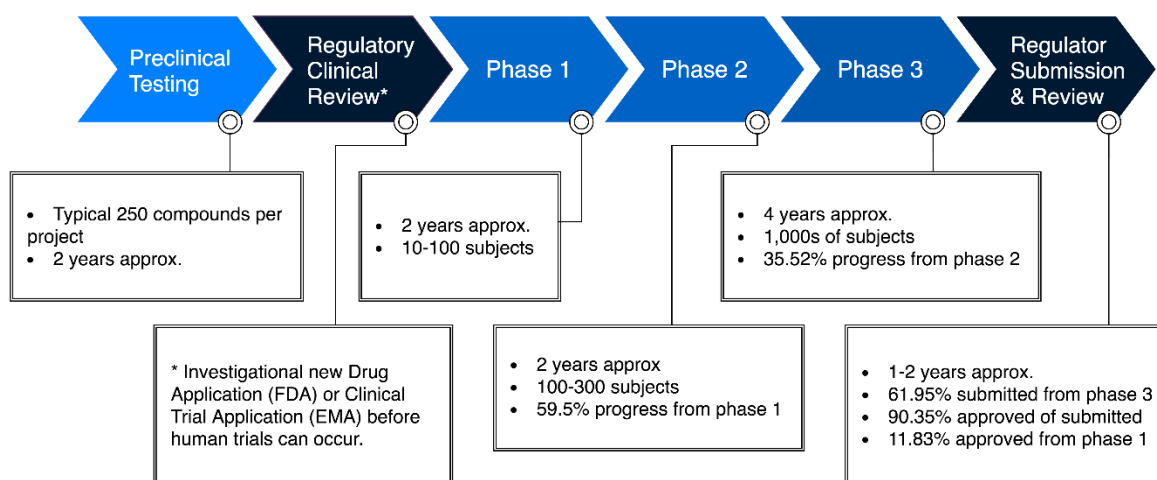 Preclinical
Testing
Regulatory
Clinical
Review*
Phase 1
Phase 2
Phase 3
Regulator
Submission
& Review
• Typical 250 compounds per
project
• 2 years approx.
• 2 years approx.
• 10-100 subjects
• 4 years approx.
• 1,000s of subjects
• 35.52% progress from phase 2
* Investigational new Drug
Application (FDA) or Clinical
Trial Application (EMA) before
human trials can occur.
• 2 years approx
• 100-300 subjects
• 59.5% progress from phase 1
• 1-2 years approx.
• 61.95% submitted from phase 3
• 90.35% approved of submitted
• 11.83% approved from phase 1